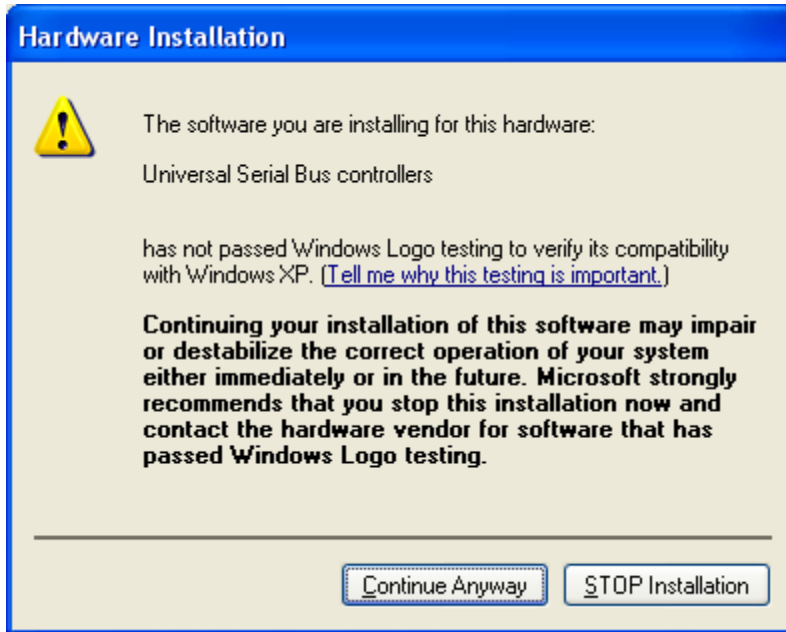 Hardware Installation
The software you are installing for this hardware:
Universal Serial Bus controllers
has not passed Windows Logo testing to verify its compatibility
with Windows XP. (Tell me why this testing is important.)
Continuing your installation of this software may impair
or destabilize the correct operation of your system
either immediately or in the future. Microsoft strongly
recommends that you stop this installation now and
contact the hardware vendor for software that has
passed Windows Logo testing.
Continue Anyway
STOP Installation